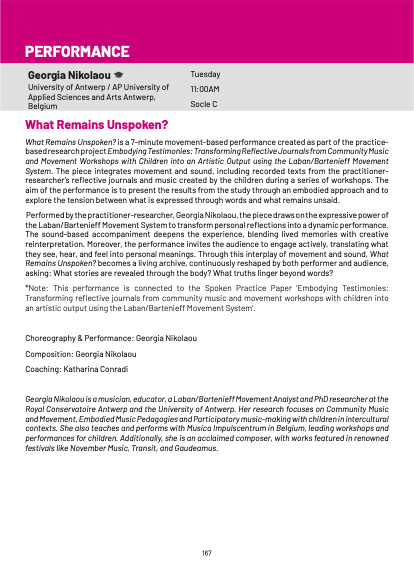 PERFORMANCE
Georgia Nikolaou
University of Antwerp / AP University of
Applied Sciences and Arts Antwerp,
Belgium
Tuesday
11:00AM
Socle C
What Remains Unspoken?
What Remains Unspoken? is a 7-minute movement-based performance created as part of the practice-
based research project Embodying Testimonies: Transforming Reflective Journals from Community Music
and Movement Workshops with Children into an Artistic Output using the Laban/Bartenieff Movement
System. The piece integrates movement and sound, including recorded texts from the practitioner-
researcher's reflective journals and music created by the children during a series of workshops. The
aim of the performance is to present the results from the study through an embodied approach and to
explore the tension between what is expressed through words and what remains unsaid.
Performed by the practitioner-researcher, Georgia Nikolaou, the piece draws on the expressive power of
the Laban/Bartenieff Movement System to transform personal reflections into a dynamic performance.
The sound-based accompaniment deepens the experience, blending lived memories with creative
reinterpretation. Moreover, the performance invites the audience to engage actively, translating what
they see, hear, and feel into personal meanings. Through this interplay of movement and sound, What
Remains Unspoken? becomes a living archive, continuously reshaped by both performer and audience,
asking: What stories are revealed through the body? What truths linger beyond words?
*Note: This performance is connected to the Spoken Practice Paper 'Embodying Testimonies:
Transforming reflective journals from community music and movement workshops with children into
an artistic output using the Laban/Bartenieff Movement System'.
Choreography & Performance: Georgia Nikolaou
Composition: Georgia Nikolaou
Coaching: Katharina Conradi
Georgia Nikolaou is a musician, educator, a Laban/Bartenieff Movement Analyst and PhD researcher at the
Royal Conservatoire Antwerp and the University of Antwerp. Her research focuses on Community Music
and Movement, Embodied Music Pedagogies and Participatory music-making with children in intercultural
contexts. She also teaches and performs with Musica Impulscentrum in Belgium, leading workshops and
performances for children. Additionally, she is an acclaimed composer, with works featured in renowned
festivals like November Music, Transit, and Gaudeamus.
167